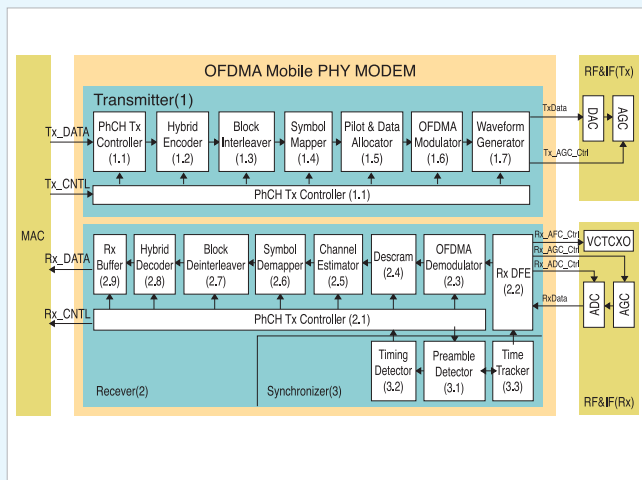 OFDMA Mobile PHY MODEM
RF&IF(Tx)
Transmitter(1)
TxData
Tx_DATA
PhCH Tx
Controller
(1.1)
Hybrid
Encoder
(1.2)
Block
Interleaver
(1.3)
Symbol
Mapper
(1.4)
Pilot & Data
Allocator
(1.5)
OFDMA
Modulator
(1.6)
Waveform
Generator
(1.7)
DAC
AGC
Tx_AGC_Ctrl
Tx_CNTL
PhCH Tx Controller (1.1)
MAC
Rx_DATA
Rx
Buffer
(2.9)
Hybrid
Decoder
(2.8)
Block
Deinterleaver
(2.7)
Symbol
Demapper
(2.6)
Channel
Estimator
(2.5)
Descram
(2.4)
OFDMA
Demodulator
(2.3)
Rx DFE
(2.2)
Rx_AFC_Ctrl
Rx_AGC_Ctrl
Rx_ADC_Ctrl
VCTCXO
RxData
ADC
AGC
Rx_CNTL
PhCH Tx Controller (2.1)
Timing
Detector
(3.2)
Preamble
Detector
(3.1)
Time
Tracker
(3.3)
Recever(2)
Synchronizer(3)
RF&IF(Rx)